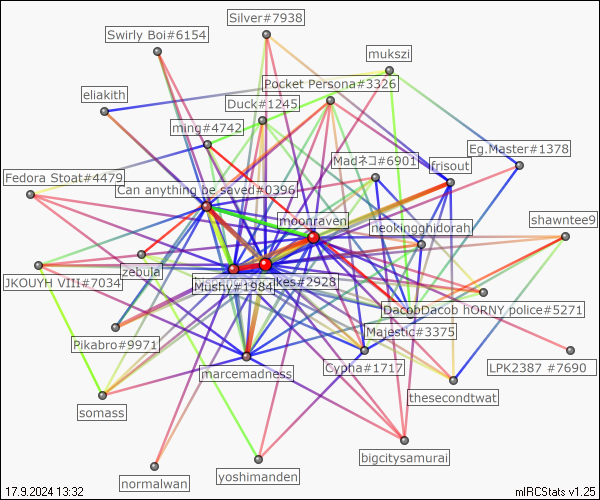 Silver#7938
Swirly Boi#6154
mukszi
Pocket Persona#3326
eliakith
Duck#1245
ming#4742
Eg.Master#1378
Madネコ#6901
frisout
Fedora Stoat#4479
Can anything be saved#0396
moonraven
neokingghidorah
shawntee9
zebula
JKOUYH VIII#7034
Mushy#1984
kes#2928
DacobDacob hORNY police#5271
Majestic#3375
Pikabro#9971
marcemadness
Cypha#1717
LPK2387 #7690
thesecondtwat
somass
bigcitysamurai
normalwan
yoshimanden
17.9.2024 13:32
mIRCStats v1.25